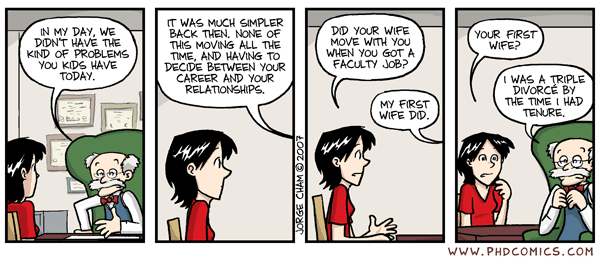 IN MY DAY, WE
DIDN'T HAVE THE
KIND OF PROBLEMS
YOU KIDS HAVE
TODAY.
IT WAS MUCH SIMPLER
BACK THEN. NONE OF
THIS MOVING ALL THE
TIME, AND HAVING TO
DECIDE BETWEEN YOUR
CAREER AND YOUR
RELATIONSHIPS.
JORGE CHAM © 2007
DID YOUR WIFE
MOVE WITH YOU
WHEN YOU GOT A
FACULTY JOB?
MY FIRST
WIFE DID.
YOUR FIRST
WIFE?
I WAS A TRIPLE
DIVORCÉ BY
THE TIME I HAD
TENURE.
WWW.PHDCOMICS.COM